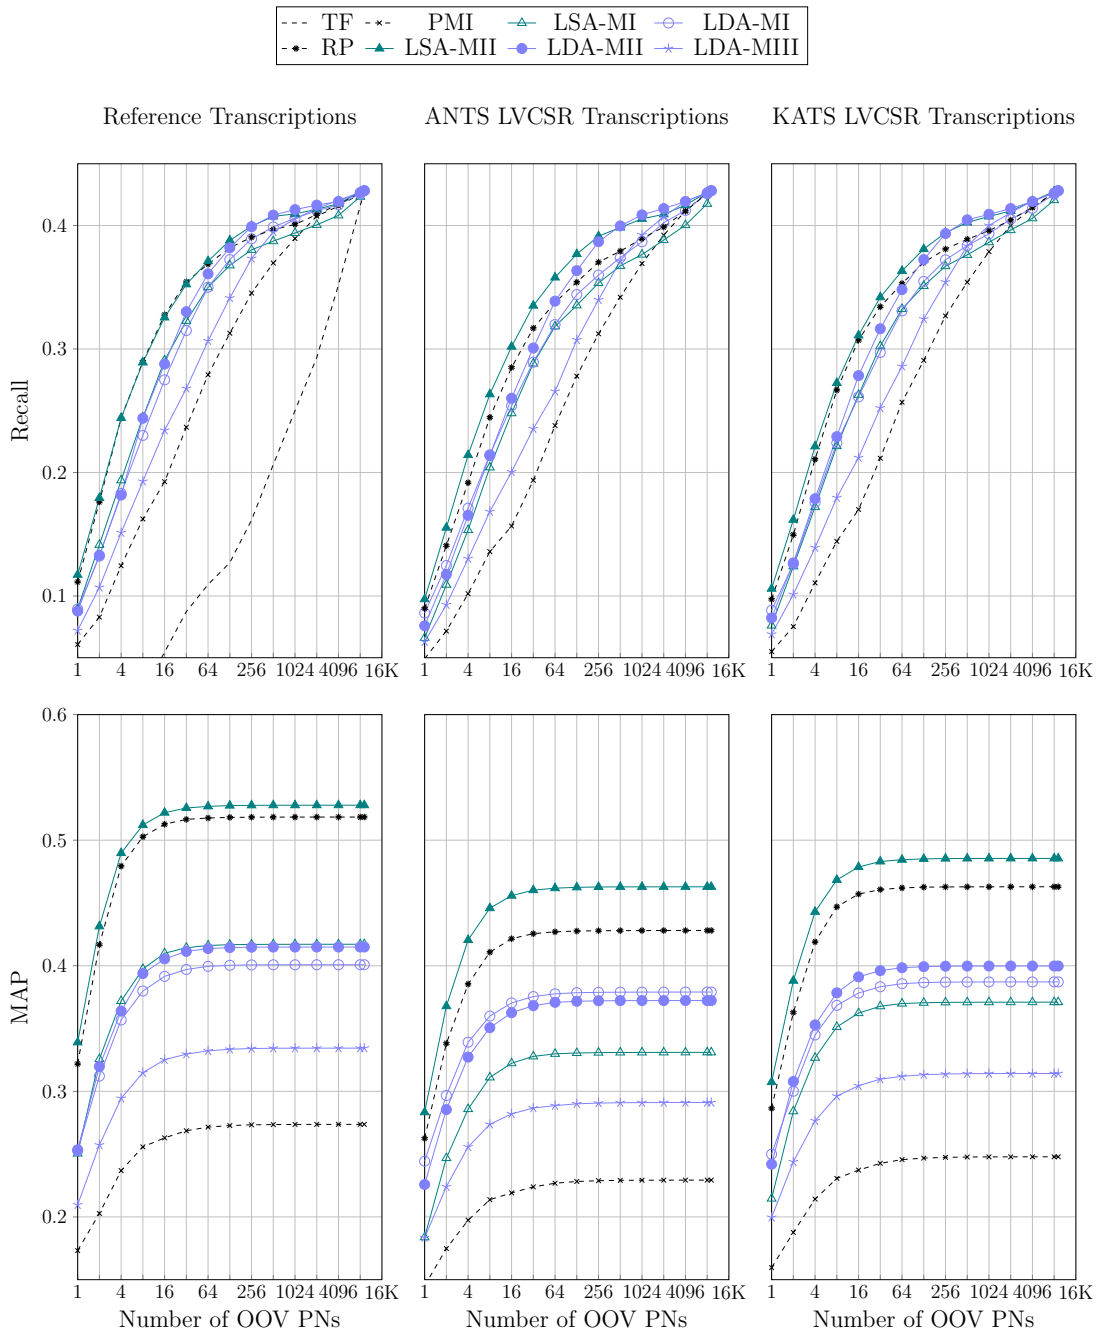 TF PMI LSA-MI LDA-MI
RP LSA-MII LDA-MII LDA-MIII
Reference Transcriptions ANTS LVCSR Transcriptions KATS LVCSR Transcriptions
Recall
0.4
0.3
0.2
0.1
1 4 16 64 256 1024 4096 16K 1 4 16 64 256 1024 4096 16K 1 4 16 64 256 1024 4096 16K
MAP
0.6
0.5
0.4
0.3
0.2
1 4 16 64 256 1024 4096 16K 1 4 16 64 256 1024 4096 16K 1 4 16 64 256 1024 4096 16K
Number of OOV PNs Number of OOV PNs Number of OOV PNs